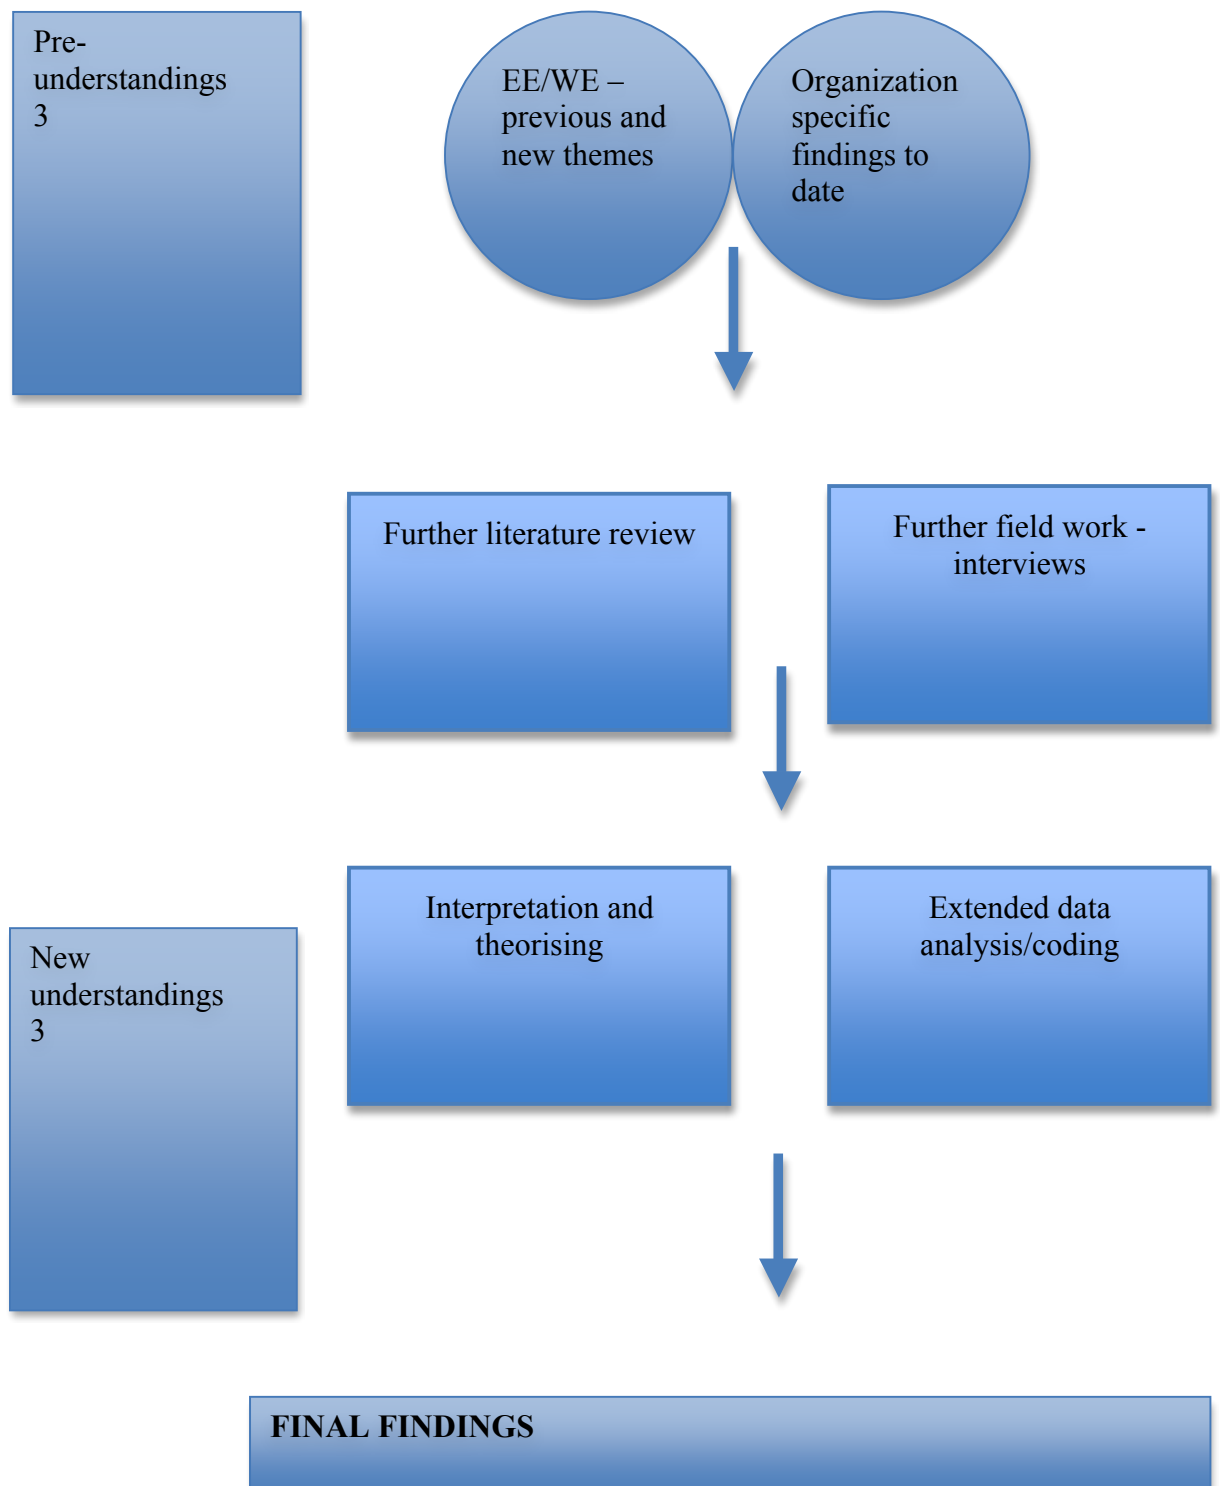 Pre-
understandings
3
EE/WE –
previous and
new themes
Organization
specific
findings to
date
Further literature review
Further field work -
interviews
Interpretation and
theorising
Extended data
analysis/coding
New
understandings
3
FINAL FINDINGS